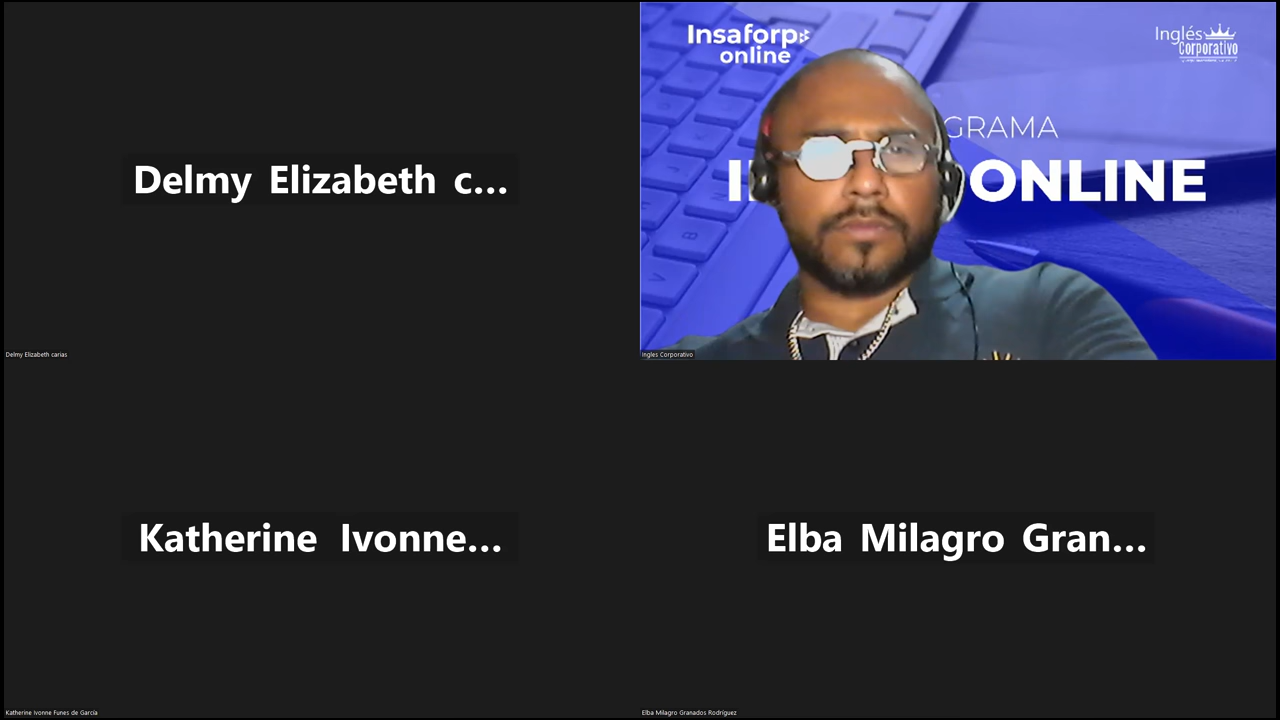 Delmy Elizabeth c...
Delmy Elizabeth carias
Insaforp
online
Inglés
Corporativo
GRAMA
ONLINE
Ingles Corporativo
Katherine Ivonne...
Katherine Ivonne Funes de Garcia
Elba Milagro Gran...
Elba Milagro Granados Rodriguez